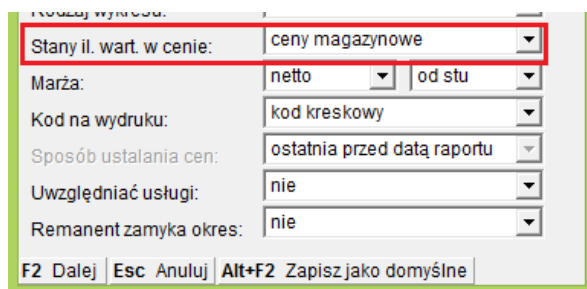 Rodzaj wykresu:
Stany il. wart. w cenie: ceny magazynowe
Marża: netto od stu
Kod na wydruku: kod kreskowy
Sposób ustalania cen: ostatnia przed datą raportu
Uwzględniać usługi: nie
Remanent zamyka okres: nie
F2 Dalej Esc Anuluj Alt+F2 Zapisz jako domyślne